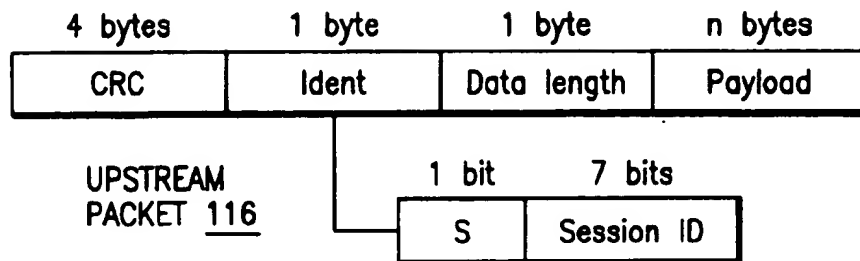 4 bytes 1 byte 1 byte n bytes
CRC Ident Data length Payload
UPSTREAM
PACKET 116
1 bit 7 bits
S Session ID